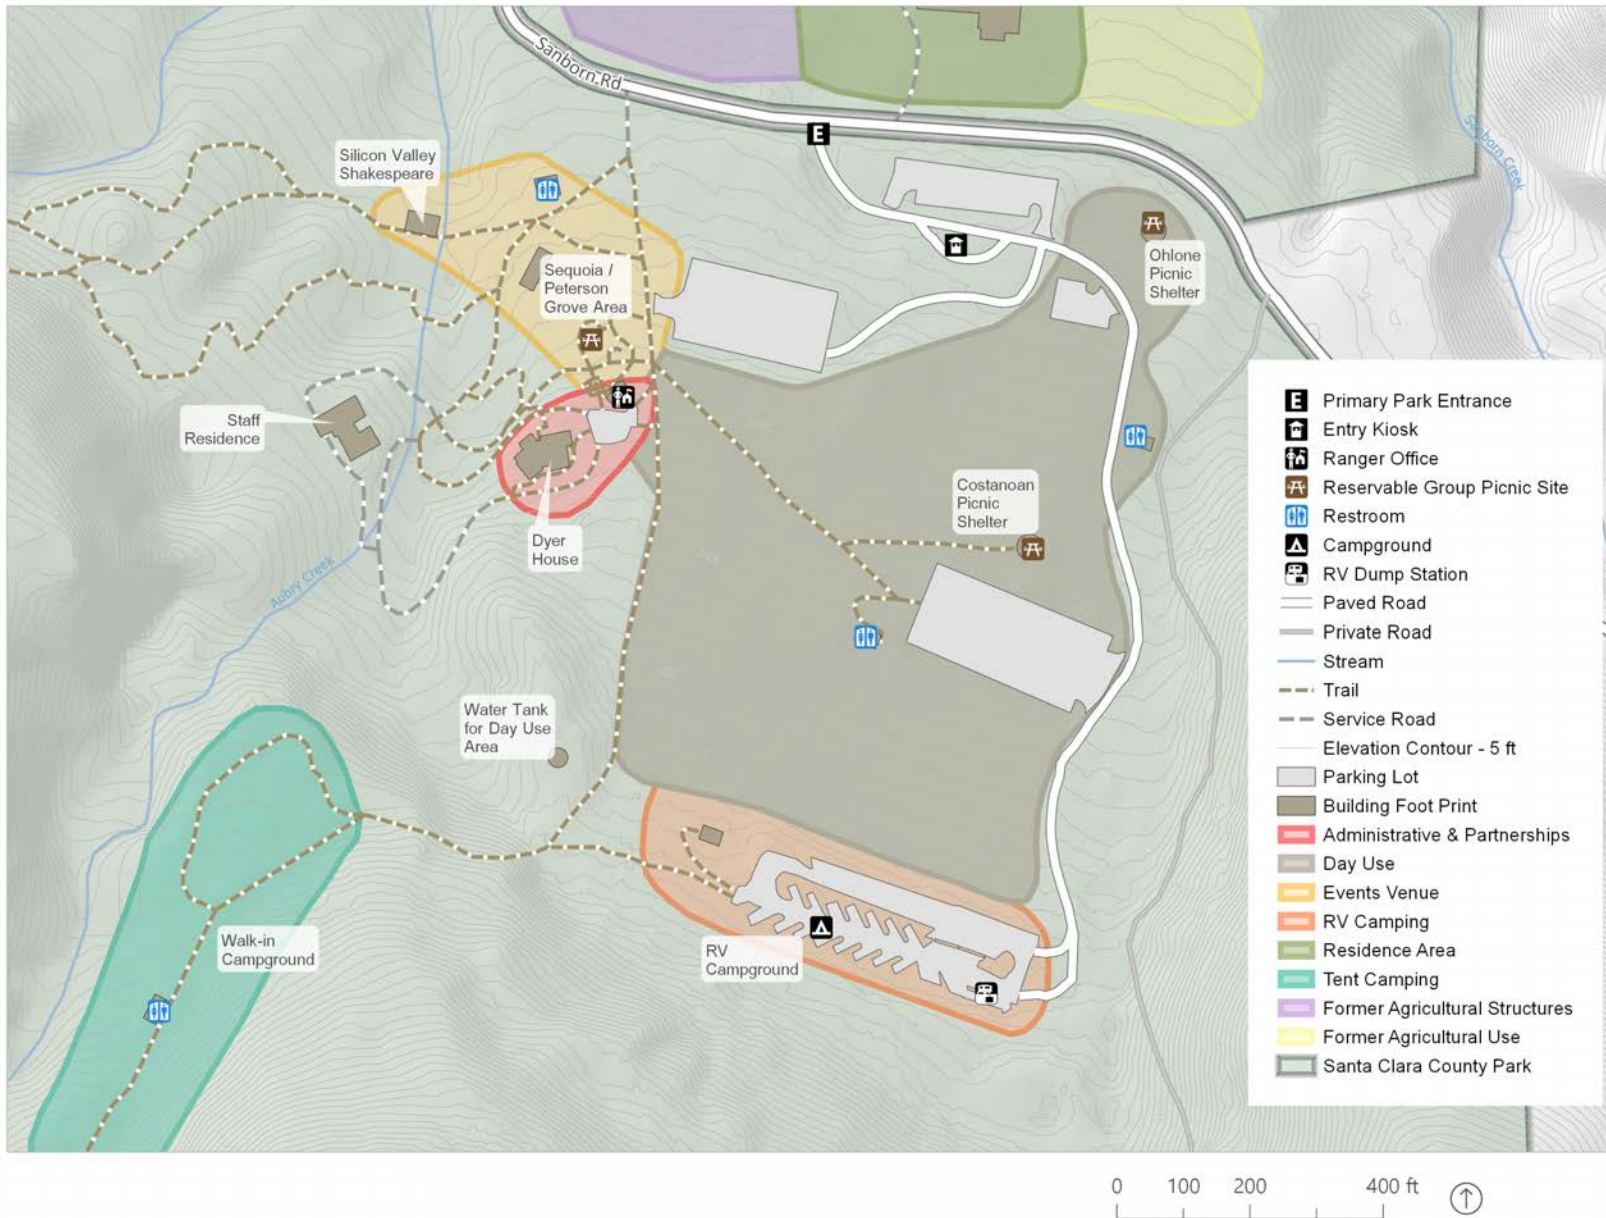 Sanborn Rd
E
Silicon Valley
Shakespeare
Sanborn Creek
Sequoia /
Peterson
Grove Area
Ohlone
Picnic
Shelter
Staff
Residence
Costanoan
Picnic
Shelter
Dyer
House
Aubry Creek
Water Tank
for Day Use
Area
Walk-in
Campground
RV
Campground
E Primary Park Entrance
Entry Kiosk
Ranger Office
Reservable Group Picnic Site
Restroom
Campground
RV Dump Station
Paved Road
Private Road
Stream
Trail
Service Road
Elevation Contour - 5 ft
Parking Lot
Building Foot Print
Administrative & Partnerships
Day Use
Events Venue
RV Camping
Residence Area
Tent Camping
Former Agricultural Structures
Former Agricultural Use
Santa Clara County Park
0 100 200 400 ft